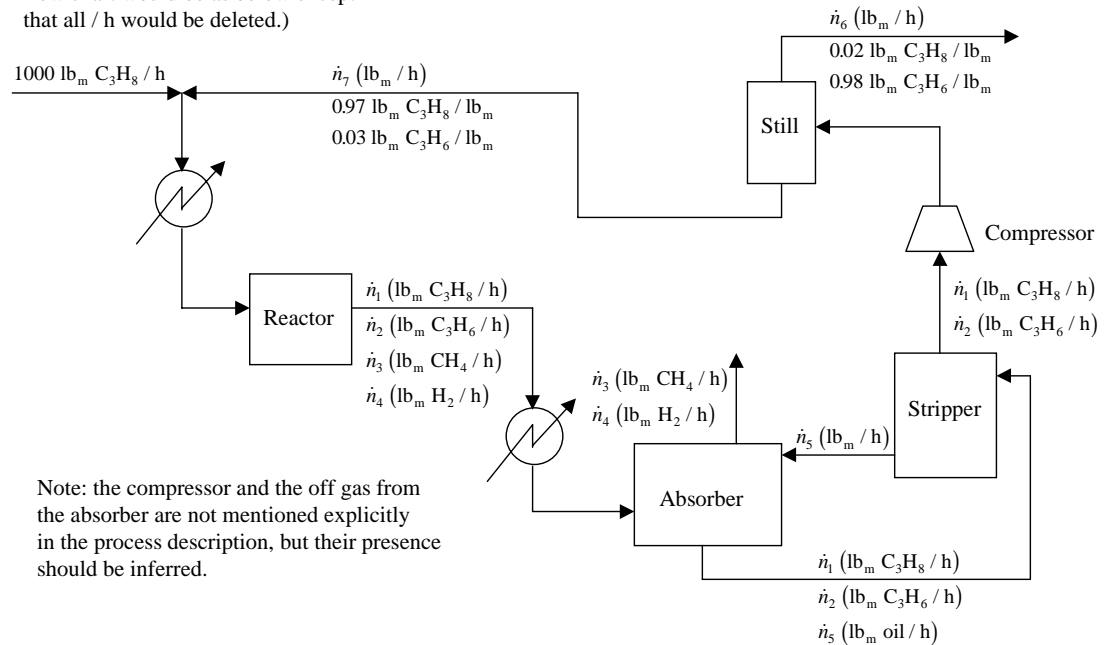 that all / h would be deleted.)
1000 lbm C3H8 / h
ṅ7 (lbm / h)
0.97 lbm C3H8 / lbm
0.03 lbm C3H6 / lbm
ṅ6 (lbm / h)
0.02 lbm C3H8 / lbm
0.98 lbm C3H6 / lbm
Still
Compressor
ṅ1 (lbm C3H8 / h)
ṅ2 (lbm C3H6 / h)
Reactor
ṅ1 (lbm C3H8 / h)
ṅ2 (lbm C3H6 / h)
ṅ3 (lbm CH4 / h)
ṅ4 (lbm H2 / h)
ṅ3 (lbm CH4 / h)
ṅ4 (lbm H2 / h)
Stripper
ṅ5 (lbm / h)
Absorber
Note: the compressor and the off gas from
the absorber are not mentioned explicitly
in the process description, but their presence
should be inferred.
ṅ1 (lbm C3H8 / h)
ṅ2 (lbm C3H6 / h)
ṅ5 (lbm oil / h)